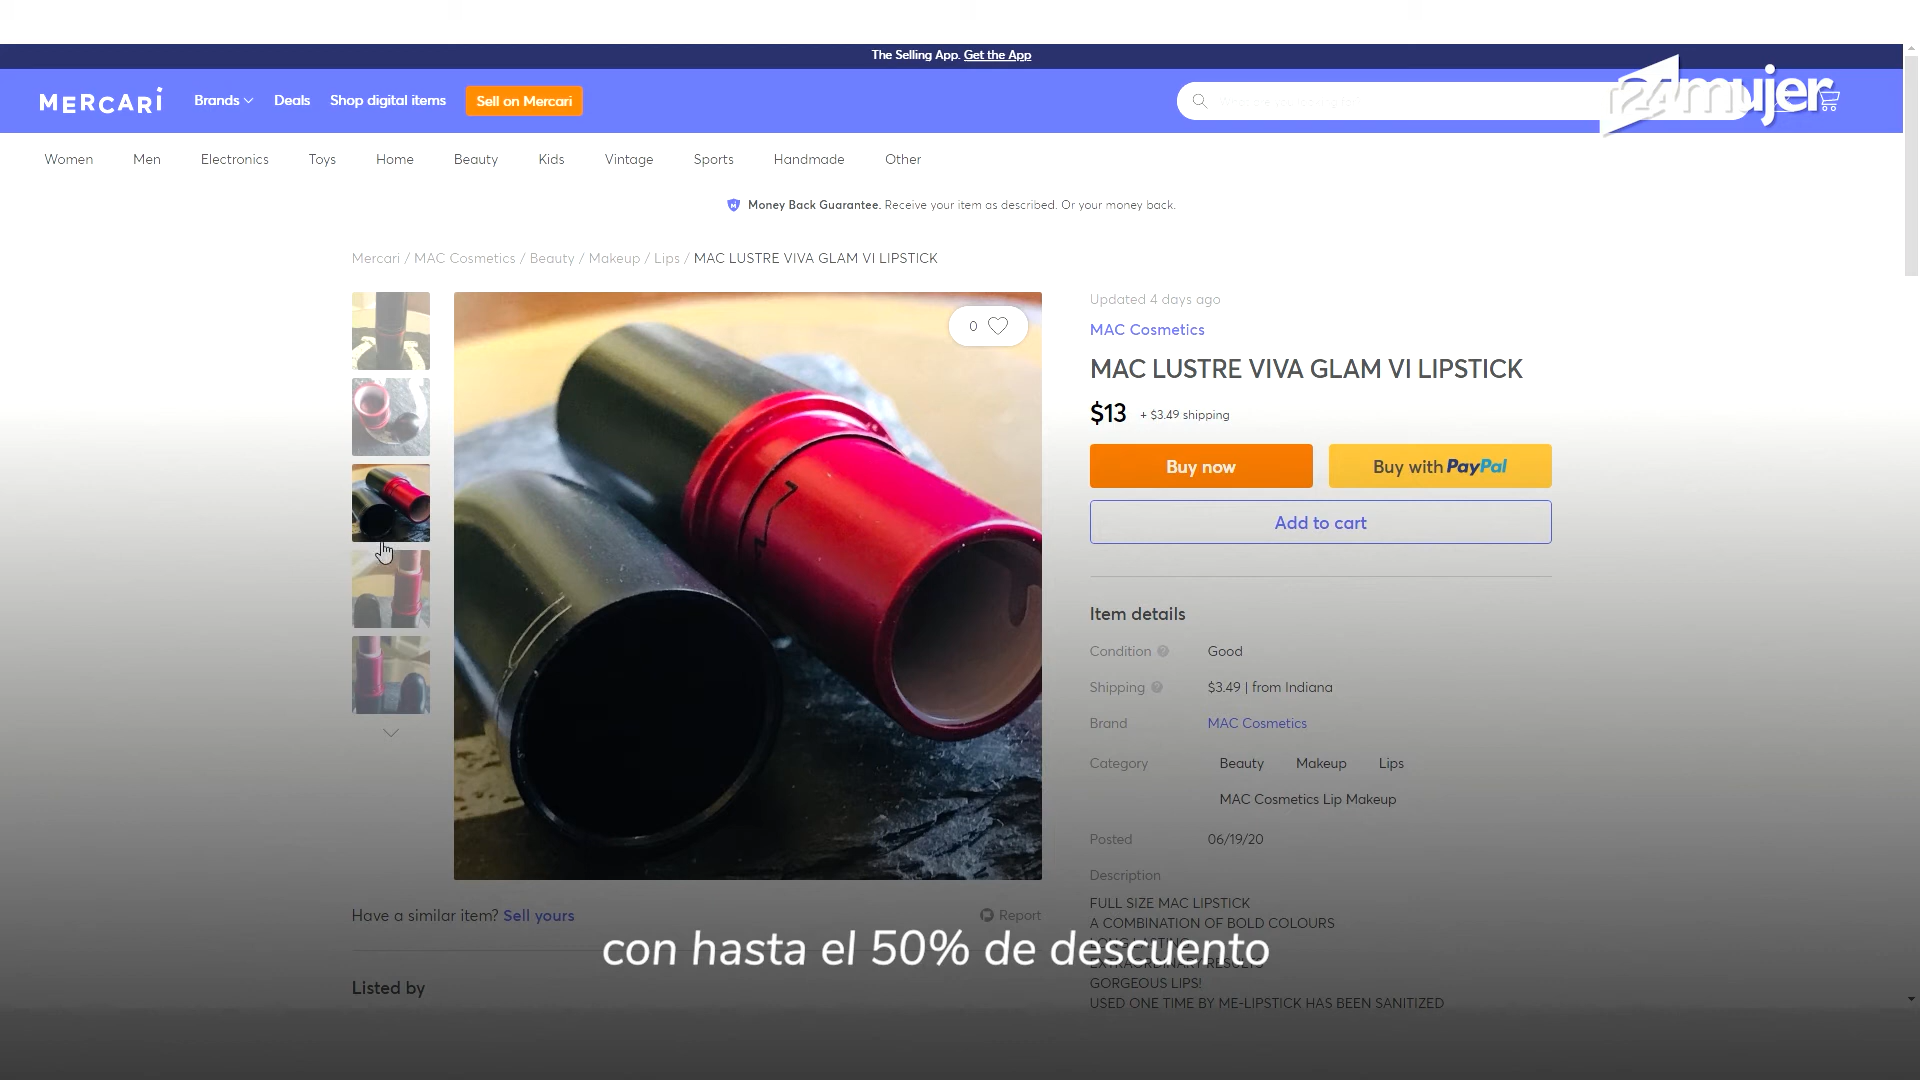 The Selling App. Get the App
MERCARI
Brands
Deals
Shop digital items
Sell on Mercari
24mujer
Women
Men
Electronics
Toys
Home
Beauty
Kids
Vintage
Sports
Handmade
Other
Money Back Guarantee. Receive your item as described. Or your money back.
Mercari / MAC Cosmetics / Beauty / Makeup / Lips / MAC LUSTRE VIVA GLAM VI LIPSTICK
0
Updated 4 days ago
MAC Cosmetics
MAC LUSTRE VIVA GLAM VI LIPSTICK
$13 + $3.49 shipping
Buy now
Buy with PayPal
Add to cart
Item details
Condition ? Good
Shipping ? $3.49 | from Indiana
Brand MAC Cosmetics
Category Beauty Makeup Lips
MAC Cosmetics Lip Makeup
Posted 06/19/20
Description
FULL SIZE MAC LIPSTICK
A COMBINATION OF BOLD COLOURS
LONG LASTING
EXTRAORDINARY RESULTS
GORGEOUS LIPS!
USED ONE TIME BY ME-LIPSTICK HAS BEEN SANITIZED
Have a similar item? Sell yours
Report
con hasta el 50% de descuento
Listed by